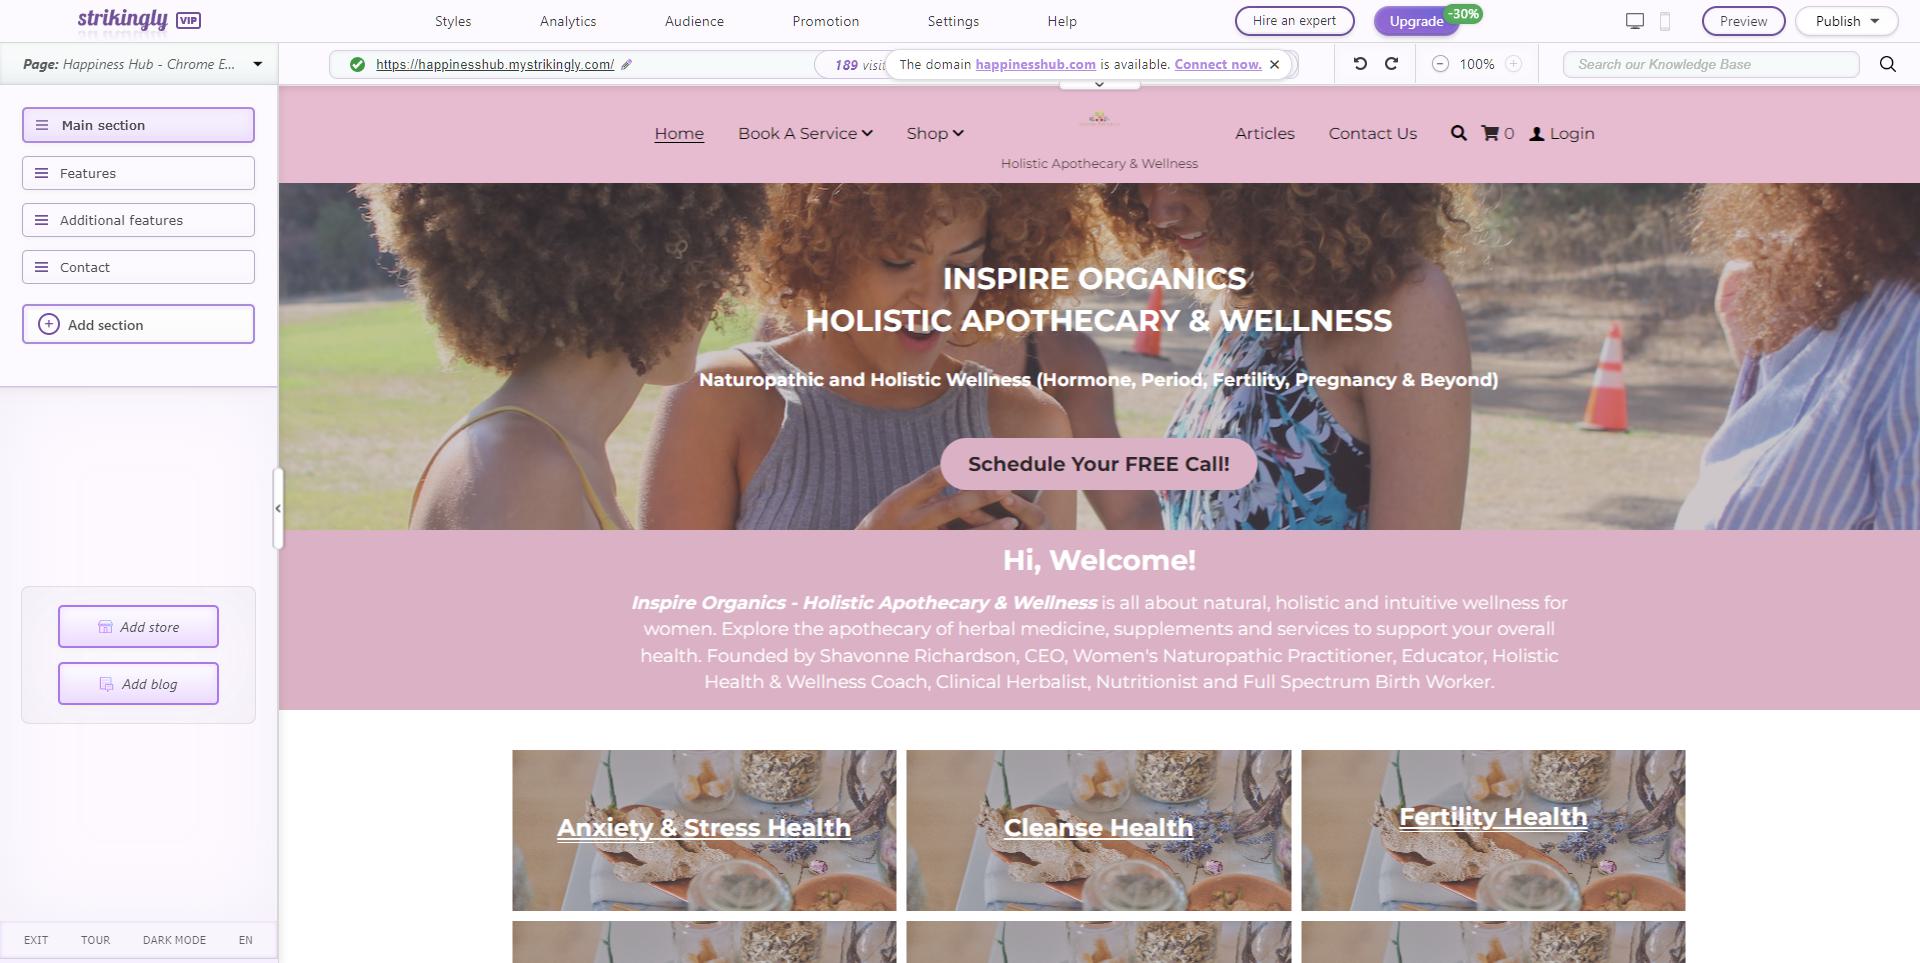 strikingly VIP
Styles
Analytics
Audience
Promotion
Settings
Help
Hire an expert
Upgrade
-30%
Preview
Publish
Page: Happiness Hub - Chrome E...
https://happinesshub.mystrikingly.com/
189 visit
The domain happinesshub.com is available. Connect now.
100%
Search our Knowledge Base
Main section
Features
Additional features
Contact
Add section
Add store
Add blog
EXIT
TOUR
DARK MODE
EN
Home
Book A Service
Shop
Holistic Apothecary & Wellness
Articles
Contact Us
0
Login
INSPIRE ORGANICS
HOLISTIC APOTHECARY & WELLNESS
Naturopathic and Holistic Wellness (Hormone, Period, Fertility, Pregnancy & Beyond)
Schedule Your FREE Call!
Hi, Welcome!
Inspire Organics - Holistic Apothecary & Wellness is all about natural, holistic and intuitive wellness for
women. Explore the apothecary of herbal medicine, supplements and services to support your overall
health. Founded by Shavonne Richardson, CEO, Women's Naturopathic Practitioner, Educator, Holistic
Health & Wellness Coach, Clinical Herbalist, Nutritionist and Full Spectrum Birth Worker.
Anxiety & Stress Health
Cleanse Health
Fertility Health